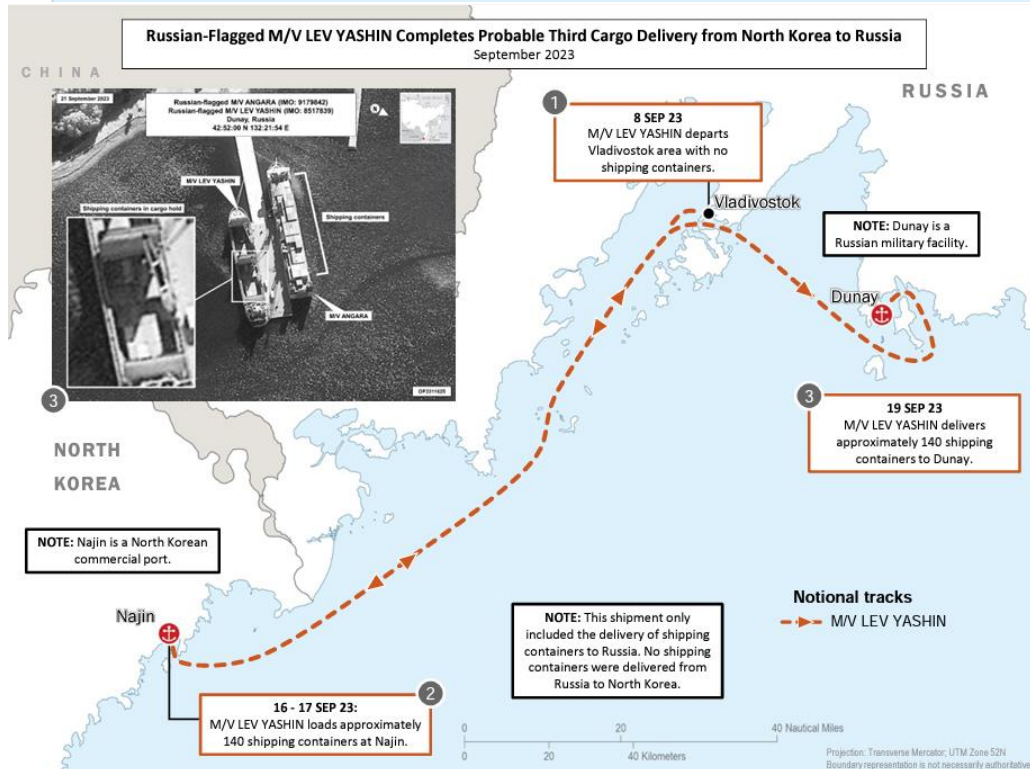 Russian-Flagged M/V LEV YASHIN Completes Probable Third Cargo Delivery from North Korea to Russia
September 2023
CHINA
RUSSIA
21 September 2023
Russian-flagged M/V ANGARA (IMO: 9179842)
Russian-flagged M/V LEV YASHIN (IMO: 8517839)
Dunay, Russia
42:52:00 N 132:21:54 E
M/V LEV YASHIN
Shipping containers in cargo hold
Shipping containers
M/V ANGARA
3
1
8 SEP 23
M/V LEV YASHIN departs
Vladivostok area with no
shipping containers.
Vladivostok
NOTE: Dunay is a
Russian military facility.
Dunay
3
19 SEP 23
M/V LEV YASHIN delivers
approximately 140 shipping
containers to Dunay.
NORTH
KOREA
NOTE: Najin is a North Korean
commercial port.
Najin
2
16 - 17 SEP 23:
M/V LEV YASHIN loads approximately
140 shipping containers at Najin.
NOTE: This shipment only
included the delivery of shipping
containers to Russia. No shipping
containers were delivered from
Russia to North Korea.
Notional tracks
M/V LEV YASHIN
0 20 40 Nautical Miles
0 20 40 Kilometers
Projection: Transverse Mercator; UTM Zone 52N
Boundary representation is not necessarily authoritative